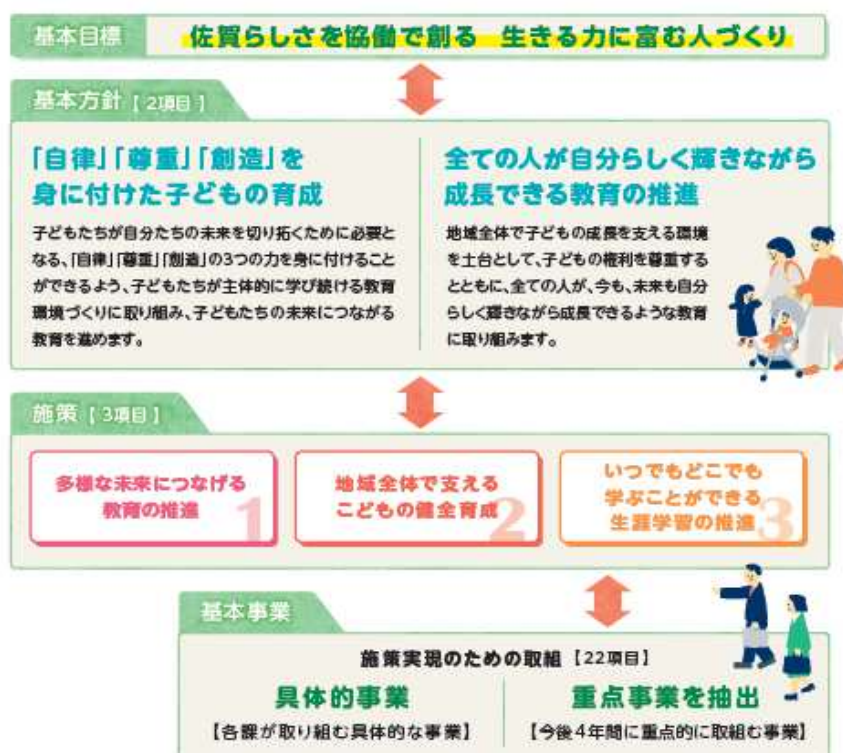 基本目標 佐賀らしさを協働で創る 生きる力に富む人づくり
基本方針【2項目】
「自律」「尊重」「創造」を
身に付けた子どもの育成
子どもたちが自分たちの未来を切り拓くために必要と
なる、「自律」「尊重」「創造」の3つの力を身に付けること
ができるよう、子どもたちが主体的に学び続ける教育
環境づくりに取り組み、子どもたちの未来につながる
教育を進めます。
全ての人が自分らしく輝きながら
成長できる教育の推進
地域全体で子どもの成長を支える環境
を土台として、子どもの権利を尊重する
とともに、全ての人が、今も、未来も自分
らしく輝きながら成長できるような教育
に取り組みます。
施策【3項目】
多様な未来につなげる
教育の推進
1
地域全体で支える
こどもの健全育成
2
いつでもどこでも
学ぶことができる
生涯学習の推進
3
基本事業
施策実現のための取組【22項目】
具体的事業
【各課が取り組む具体的な事業】
重点事業を抽出
【今後4年間に重点的に取組む事業】